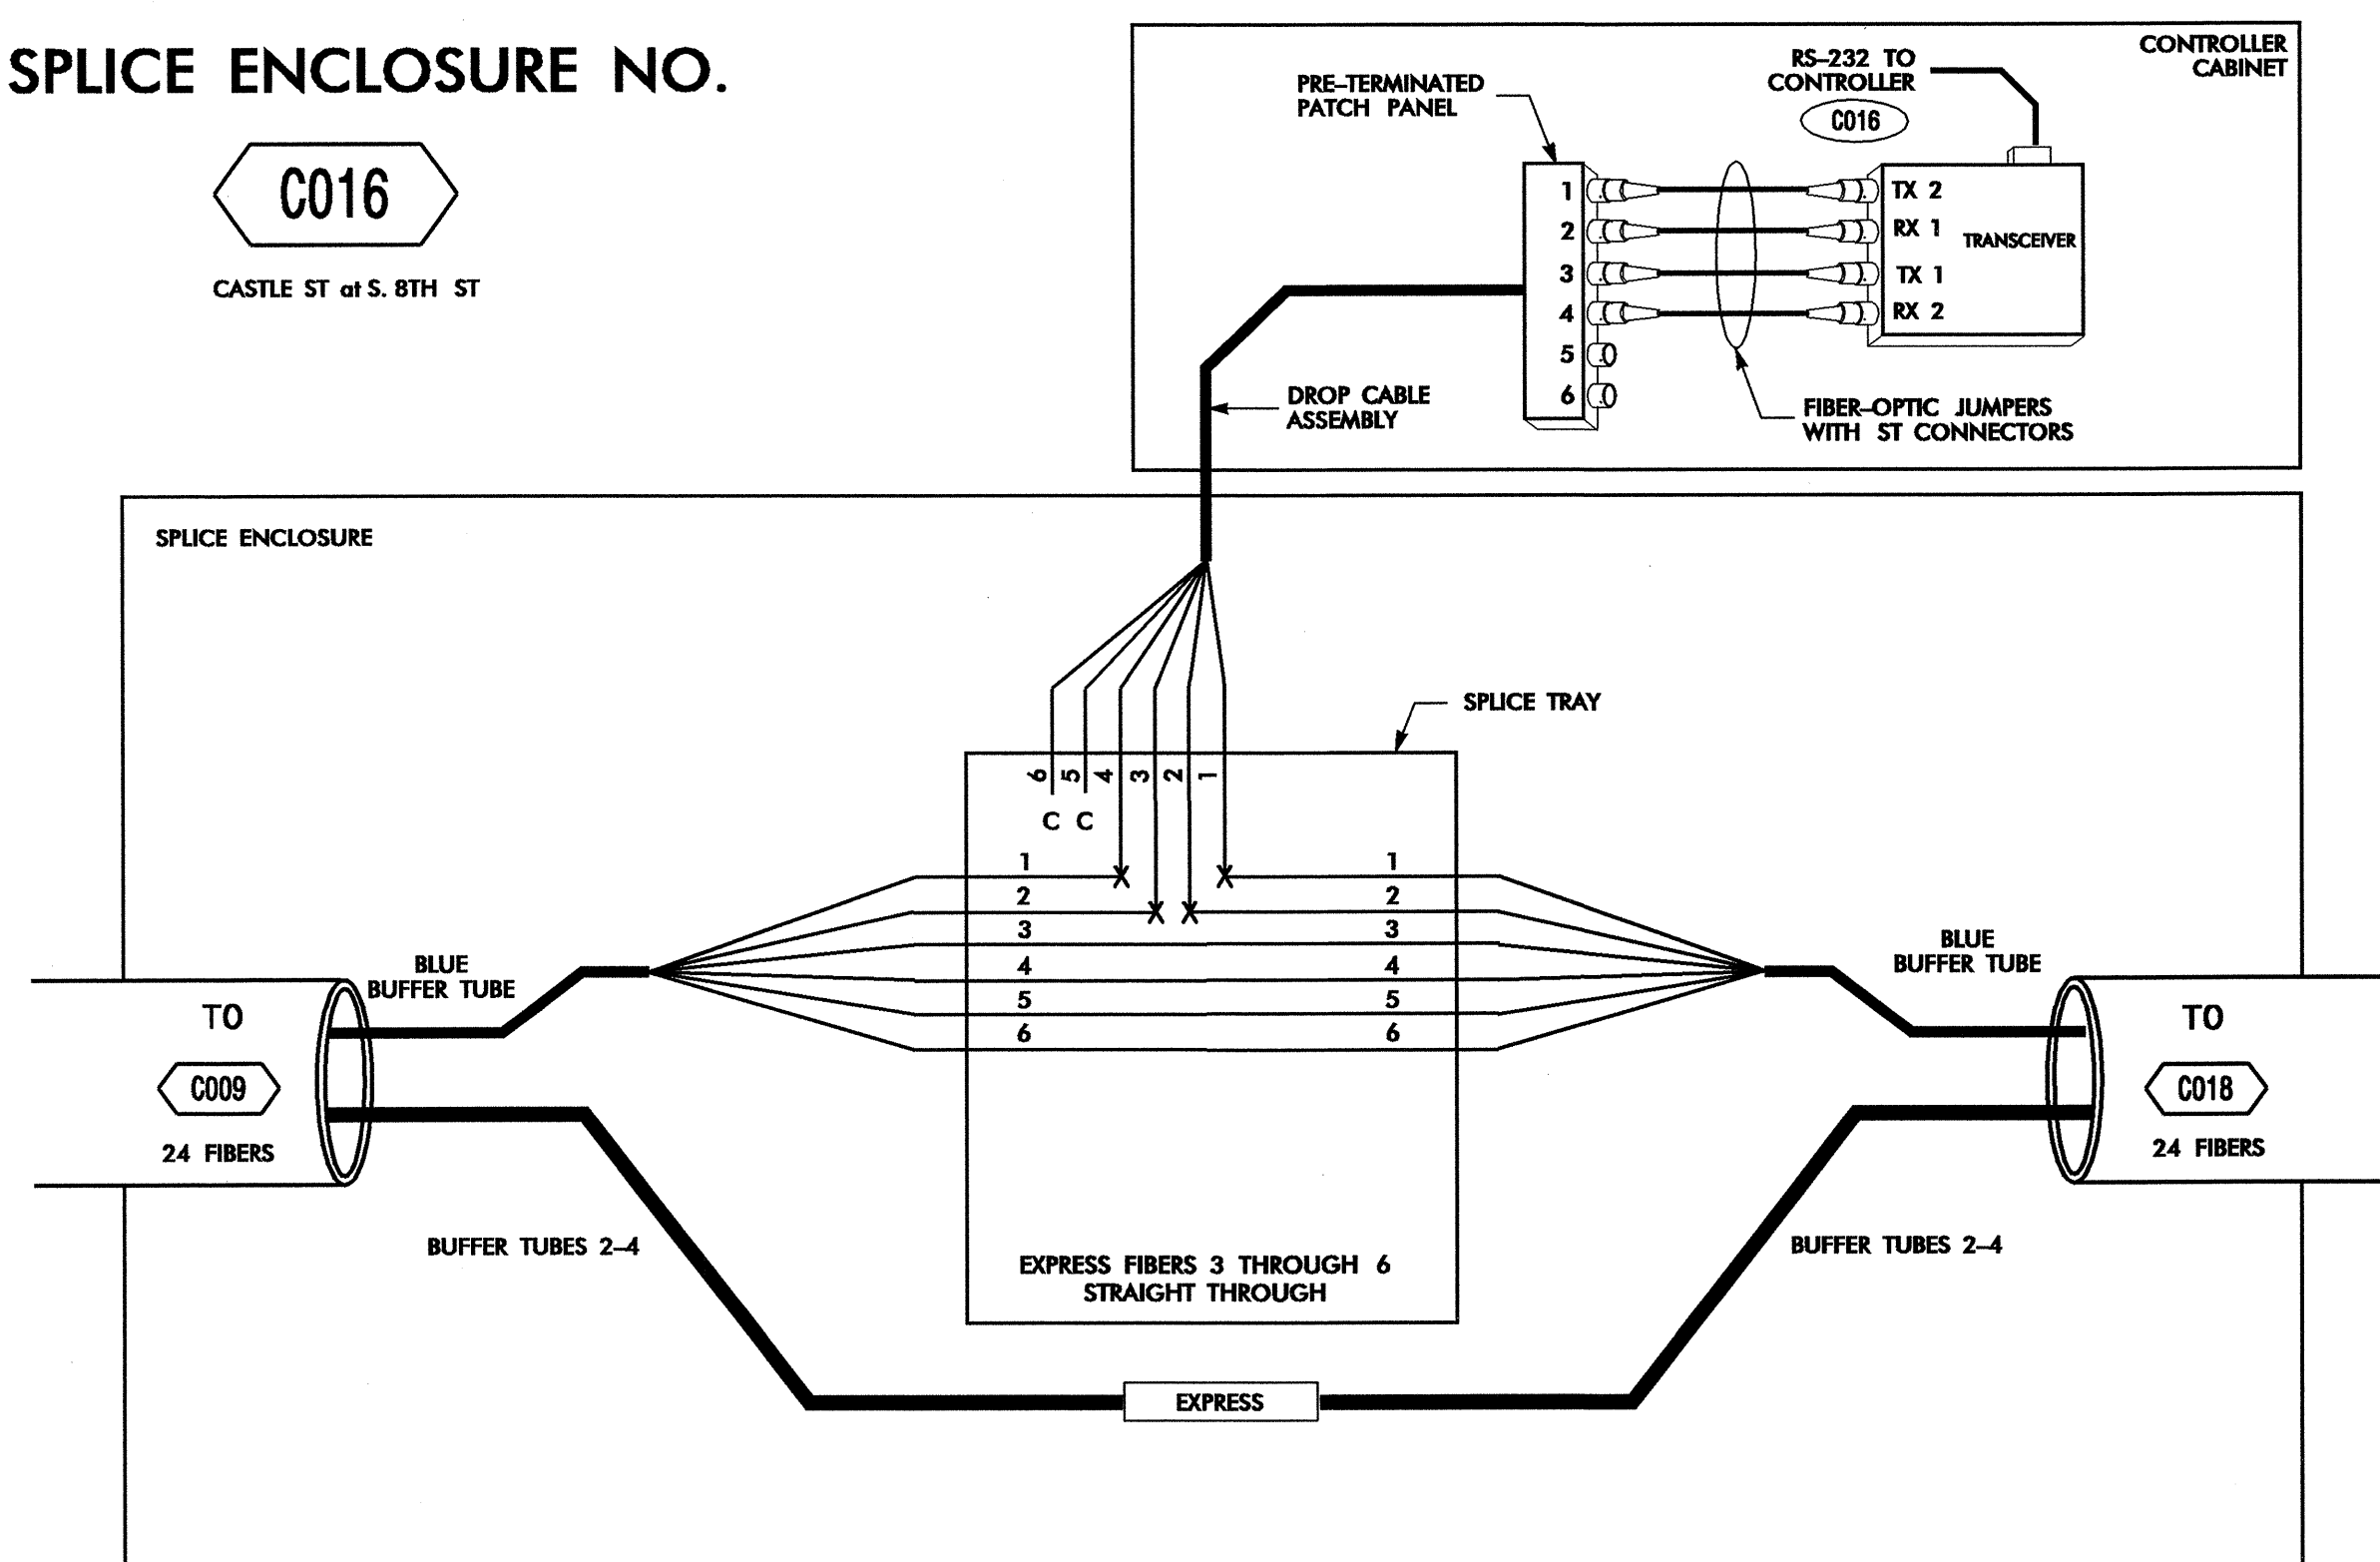 SPLICE ENCLOSURE NO.
C016
CASTLE ST at S. 8TH ST
CONTROLLER
CABINET
RS-232 TO
CONTROLLER
C016
PRE-TERMINATED
PATCH PANEL
1
2
3
4
5
6
TX 2
RX 1
TX 1
RX 2
TRANSCEIVER
DROP CABLE
ASSEMBLY
FIBER-OPTIC JUMPERS
WITH ST CONNECTORS
SPLICE ENCLOSURE
SPLICE TRAY
6 5 4 3 2 1
C C
1 1
2 2
3 3
4 4
5 5
6 6
BLUE
BUFFER TUBE
BLUE
BUFFER TUBE
TO
C009
24 FIBERS
TO
C018
24 FIBERS
BUFFER TUBES 2-4
BUFFER TUBES 2-4
EXPRESS FIBERS 3 THROUGH 6
STRAIGHT THROUGH
EXPRESS